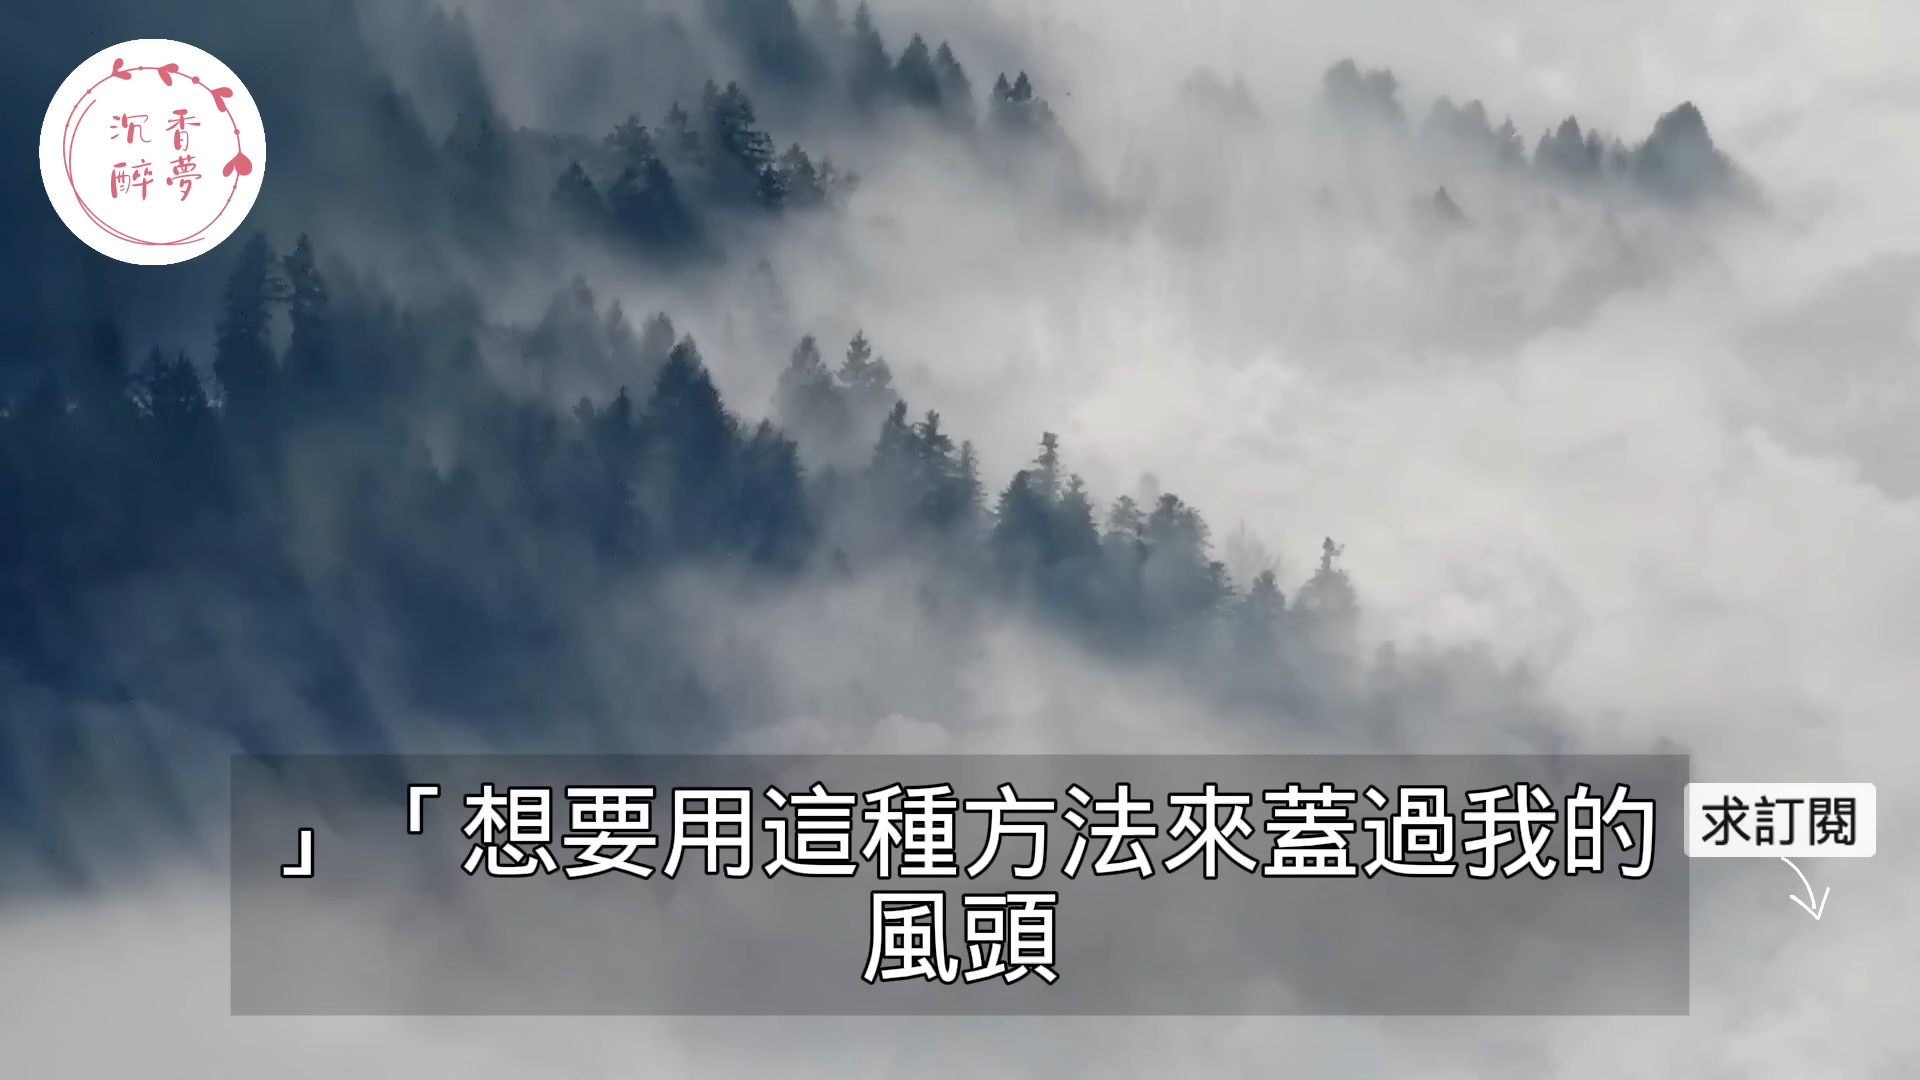 沉香
醉夢
」「想要用這種方法來蓋過我的
風頭
求訂閱